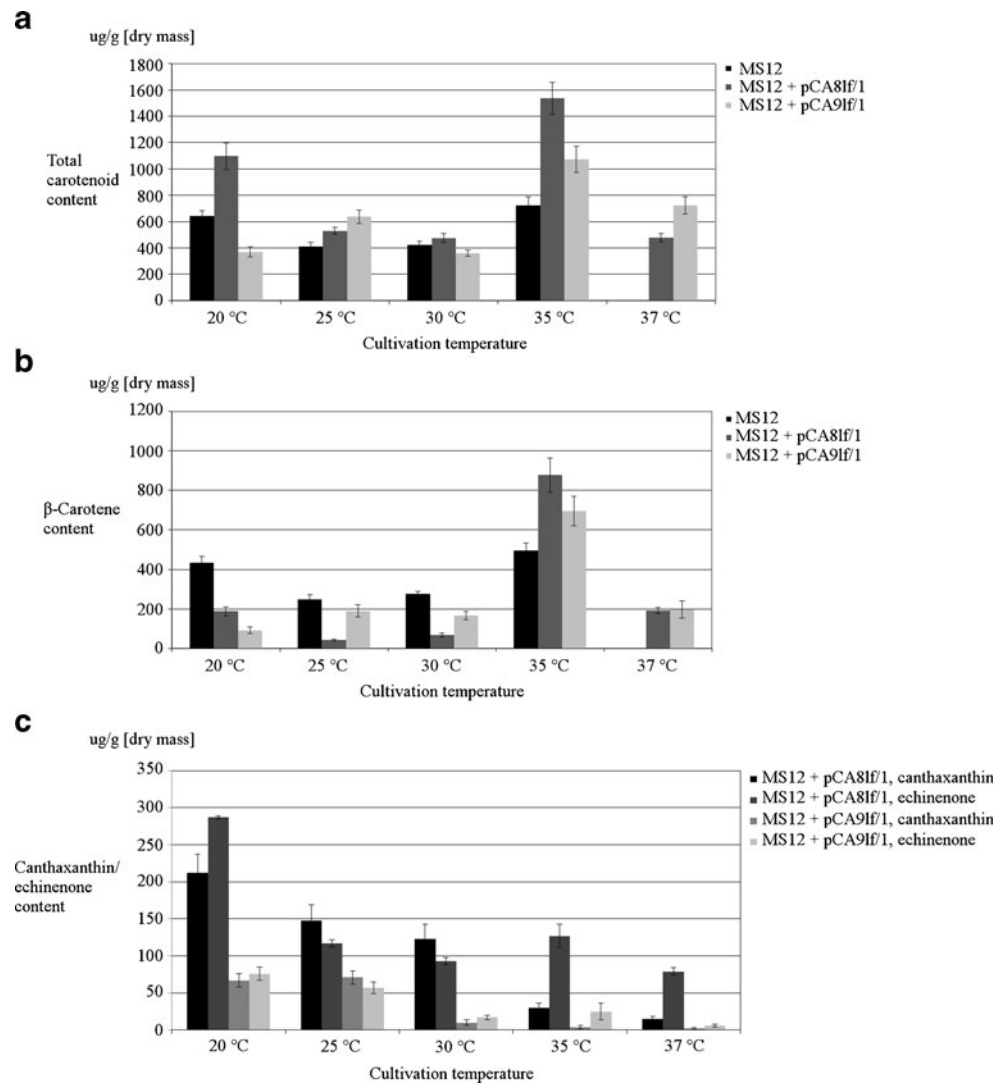 a
ug/g [dry mass]
1800
1600
1400
1200
1000
800
600
400
200
0
Total
carotenoid
content
MS12
MS12 + pCA8lf/1
MS12 + pCA9lf/1
20 °C 25 °C 30 °C 35 °C 37 °C
Cultivation temperature
b
ug/g [dry mass]
1200
1000
800
600
400
200
0
β-Carotene
content
MS12
MS12 + pCA8lf/1
MS12 + pCA9lf/1
20 °C 25 °C 30 °C 35 °C 37 °C
Cultivation temperature
c
ug/g [dry mass]
350
300
250
200
150
100
50
0
Canthaxanthin/
echinenone
content
MS12 + pCA8lf/1, canthaxanthin
MS12 + pCA8lf/1, echinenone
MS12 + pCA9lf/1, canthaxanthin
MS12 + pCA9lf/1, echinenone
20 °C 25 °C 30 °C 35 °C 37 °C
Cultivation temperature